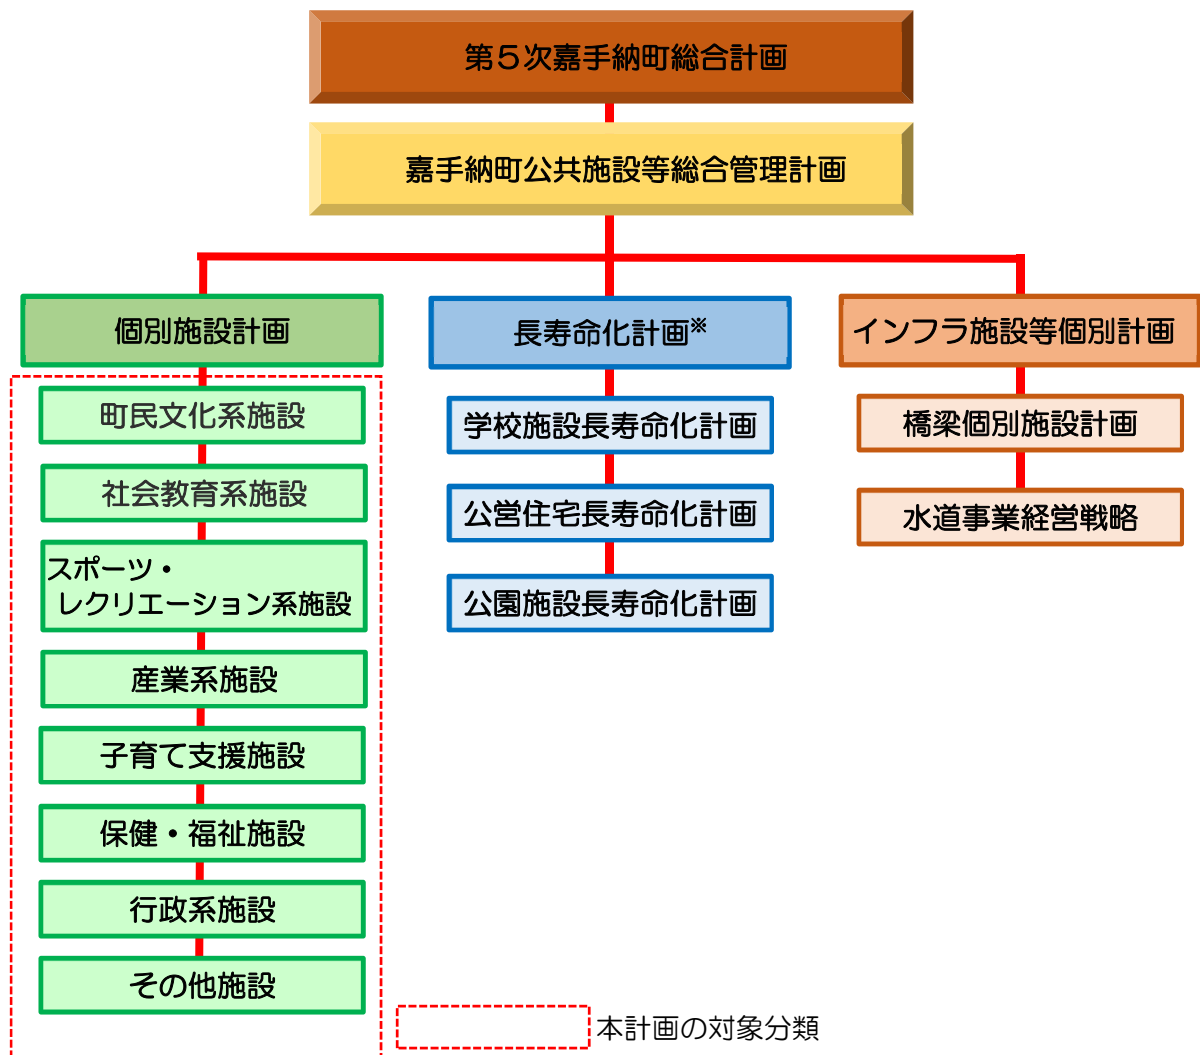 第５次嘉手納町総合計画
嘉手納町公共施設等総合管理計画
個別施設計画
町民文化系施設
社会教育系施設
スポーツ・
レクリエーション系施設
産業系施設
子育て支援施設
保健・福祉施設
行政系施設
その他施設
長寿命化計画※
学校施設長寿命化計画
公営住宅長寿命化計画
公園施設長寿命化計画
インフラ施設等個別計画
橋梁個別施設計画
水道事業経営戦略
本計画の対象分類